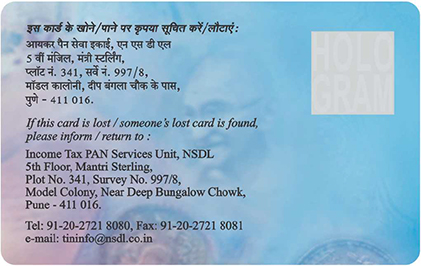 इस कार्ड के खोने/पाने पर कृपया सूचित करें/लौटाएं :
आयकर पैन सेवा इकाई, एन एस डी एल
5 वीं मंजिल, मंत्री स्टर्लिंग,
प्लॉट नं. 341, सर्वे नं. 997/8,
मॉडल कालोनी, दीप बंगला चौक के पास,
पुणे - 411 016.
HOLO
GRAM
If this card is lost / someone's lost card is found,
please inform / return to :
Income Tax PAN Services Unit, NSDL
5th Floor, Mantri Sterling,
Plot No. 341, Survey No. 997/8,
Model Colony, Near Deep Bungalow Chowk,
Pune - 411 016.
Tel: 91-20-2721 8080, Fax: 91-20-2721 8081
e-mail: tininfo@nsdl.co.in